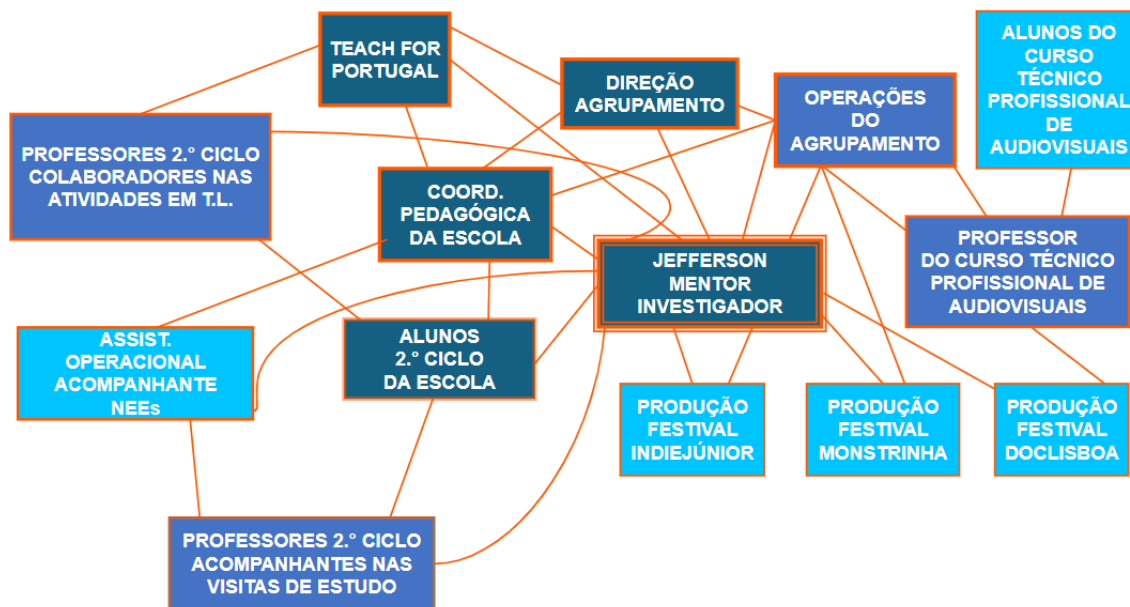 TEACH FOR
PORTUGAL
DIREÇÃO
AGRUPAMENTO
OPERAÇÕES
DO
AGRUPAMENTO
ALUNOS DO
CURSO
TÉCNICO
PROFISSIONAL
DE
AUDIOVISUAIS
PROFESSORES 2.° CICLO
COLABORADORES NAS
ATIVIDADES EM T.L.
COORD.
PEDAGÓGICA
DA ESCOLA
JEFFERSON
MENTOR
INVESTIGADOR
PROFESSOR
DO CURSO TÉCNICO
PROFISSIONAL DE
AUDIOVISUAIS
ASSIST.
OPERACIONAL
ACOMPANHANTE
NEEs
ALUNOS
2.° CICLO
DA ESCOLA
PRODUÇÃO
FESTIVAL
INDIEJÚNIOR
PRODUÇÃO
FESTIVAL
MONSTRINHA
PRODUÇÃO
FESTIVAL
DOCLISBOA
PROFESSORES 2.° CICLO
ACOMPANHANTES NAS
VISITAS DE ESTUDO